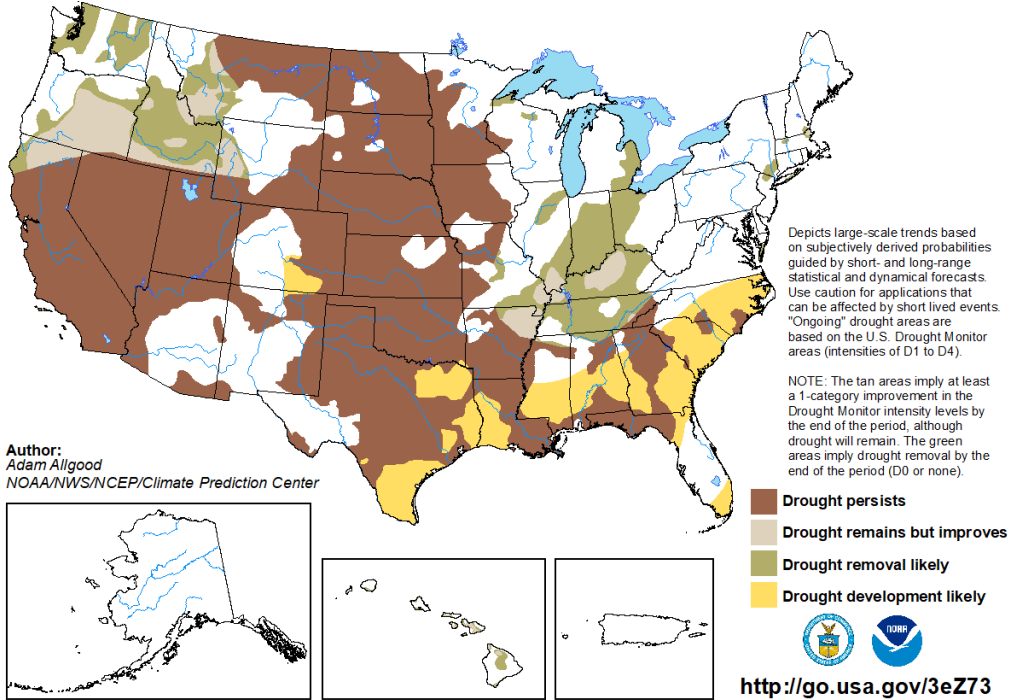 Depicts large-scale trends based
on subjectively derived probabilities
guided by short- and long-range
statistical and dynamical forecasts.
Use caution for applications that
can be affected by short lived events.
"Ongoing" drought areas are
based on the U.S. Drought Monitor
areas (intensities of D1 to D4).
NOTE: The tan areas imply at least
a 1-category improvement in the
Drought Monitor intensity levels by
the end of the period, although
drought will remain. The green
areas imply drought removal by the
end of the period (D0 or none).
Author:
Adam Allgood
NOAA/NWS/NCEP/Climate Prediction Center
Drought persists
Drought remains but improves
Drought removal likely
Drought development likely
NOAA
http://go.usa.gov/3eZ73